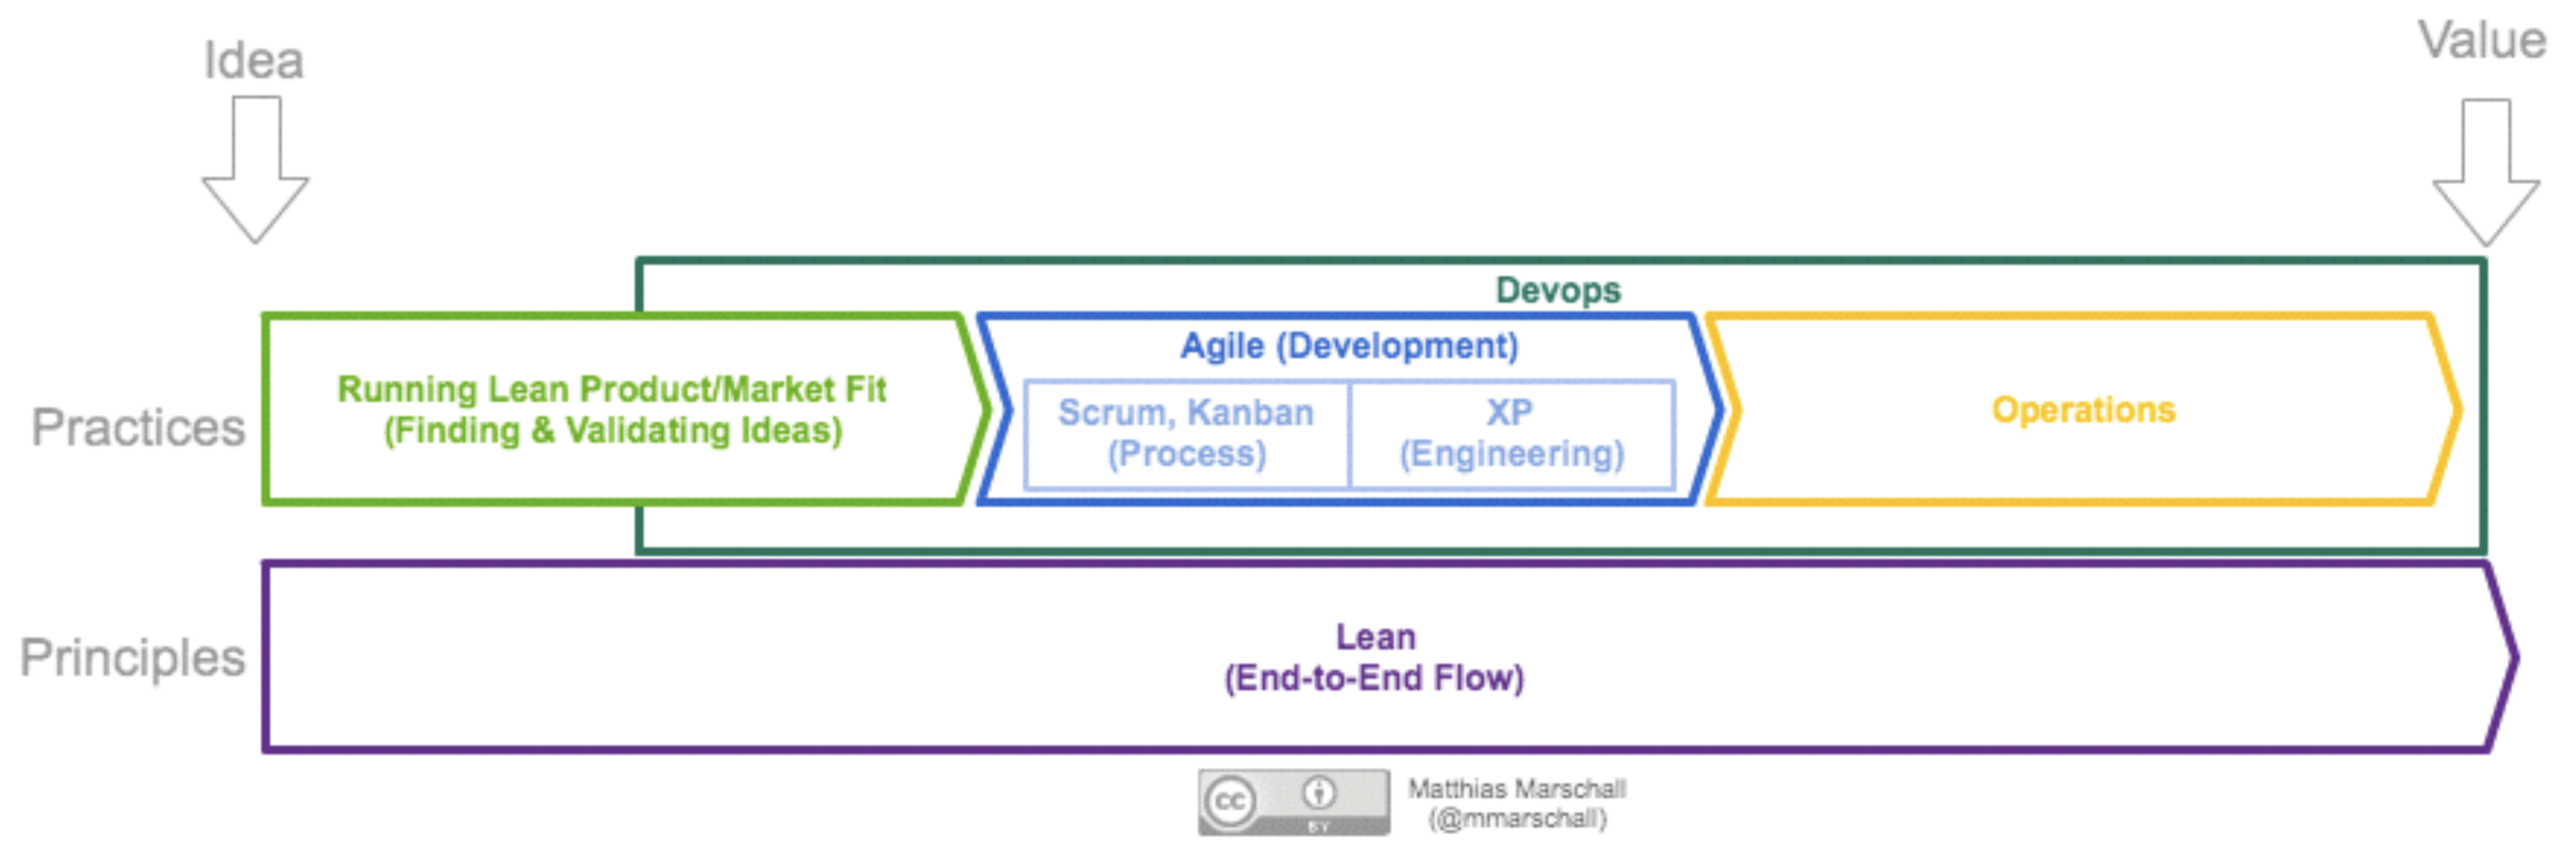 Idea
Value
Devops
Practices
Running Lean Product/Market Fit
(Finding & Validating Ideas)
Agile (Development)
Scrum, Kanban
(Process)
XP
(Engineering)
Operations
Principles
Lean
(End-to-End Flow)
cc
BY
Matthias Marschall
(@mmarschall)